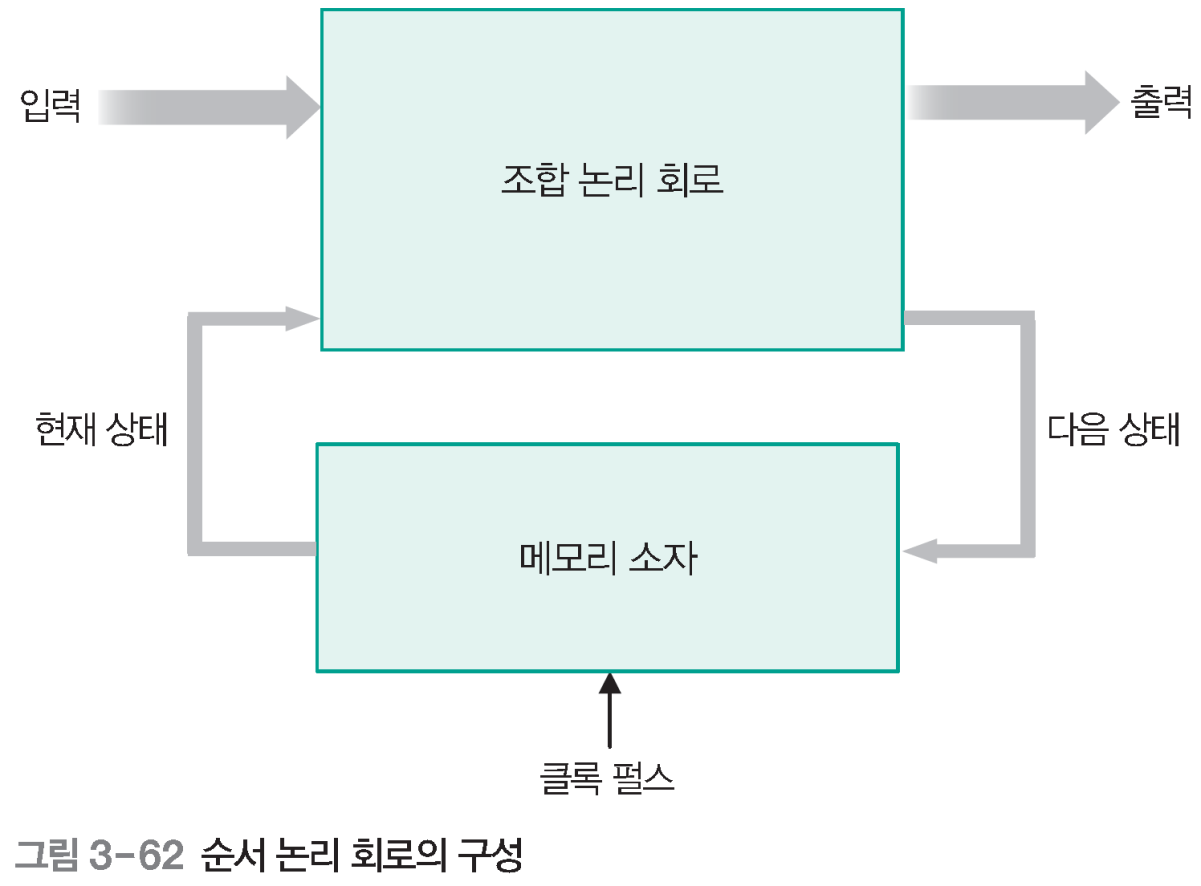 입력
출력
조합 논리 회로
현재 상태
다음 상태
메모리 소자
클록 펄스
그림 3-62 순서 논리 회로의 구성